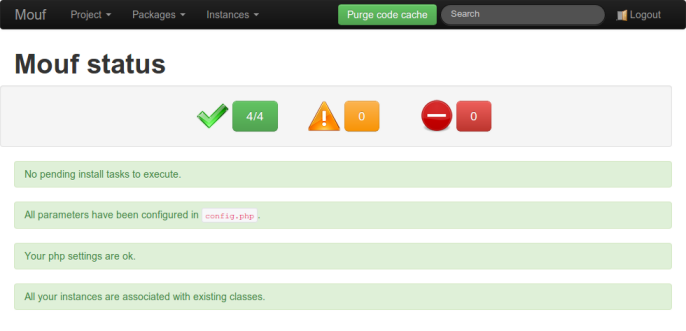 Mouf Project Packages Instances Purge code cache Search Logout
Mouf status
4/4 0 0
No pending install tasks to execute.
All parameters have been configured in config.php.
Your php settings are ok.
All your instances are associated with existing classes.